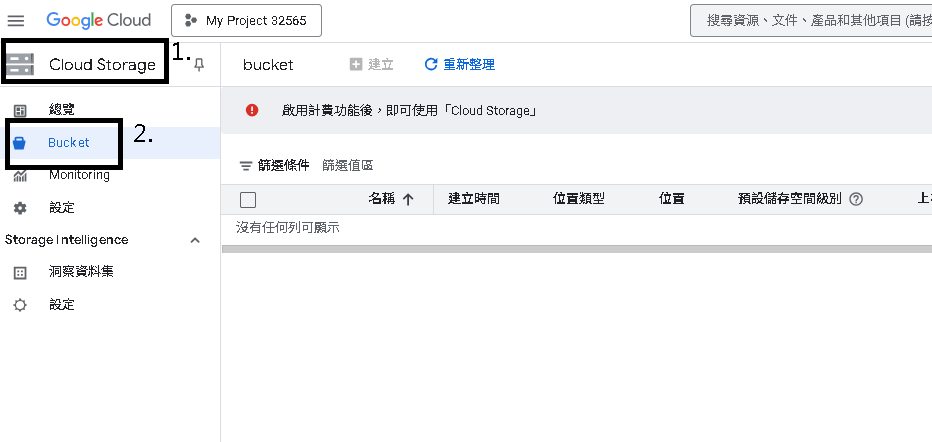 Google Cloud
My Project 32565
搜尋資源、文件、產品和其他項目 (請按
Cloud Storage
1.
bucket
建立
重新整理
總覽
Bucket
2.
Monitoring
設定
Storage Intelligence
洞察資料集
設定
啟用計費功能後，即可使用「Cloud Storage」
篩選條件 篩選值區
名稱 建立時間 位置類型 位置 預設儲存空間級別
沒有任何列可顯示